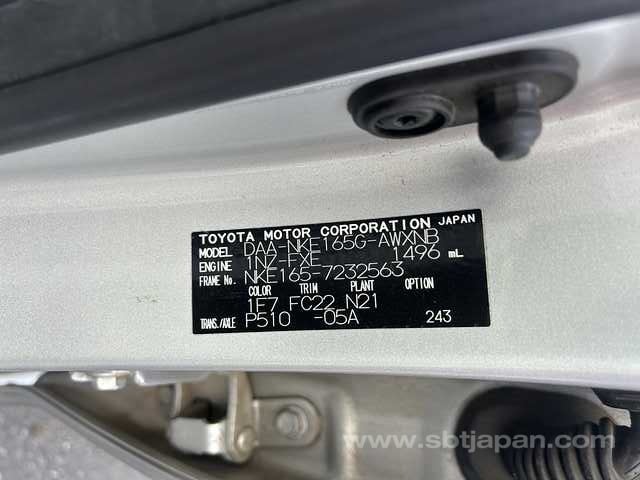 TOYOTA MOTOR CORPORATION JAPAN
MODEL DAA-NKE165G-AWXNB
ENGINE 1NZ-FXE 1496 mL
FRAME No. NKE165-7232563
COLOR TRIM PLANT OPTION
1F7 FC22 N21
TRANS./AXLE P510 -05A 243
www.sbtjapan.com